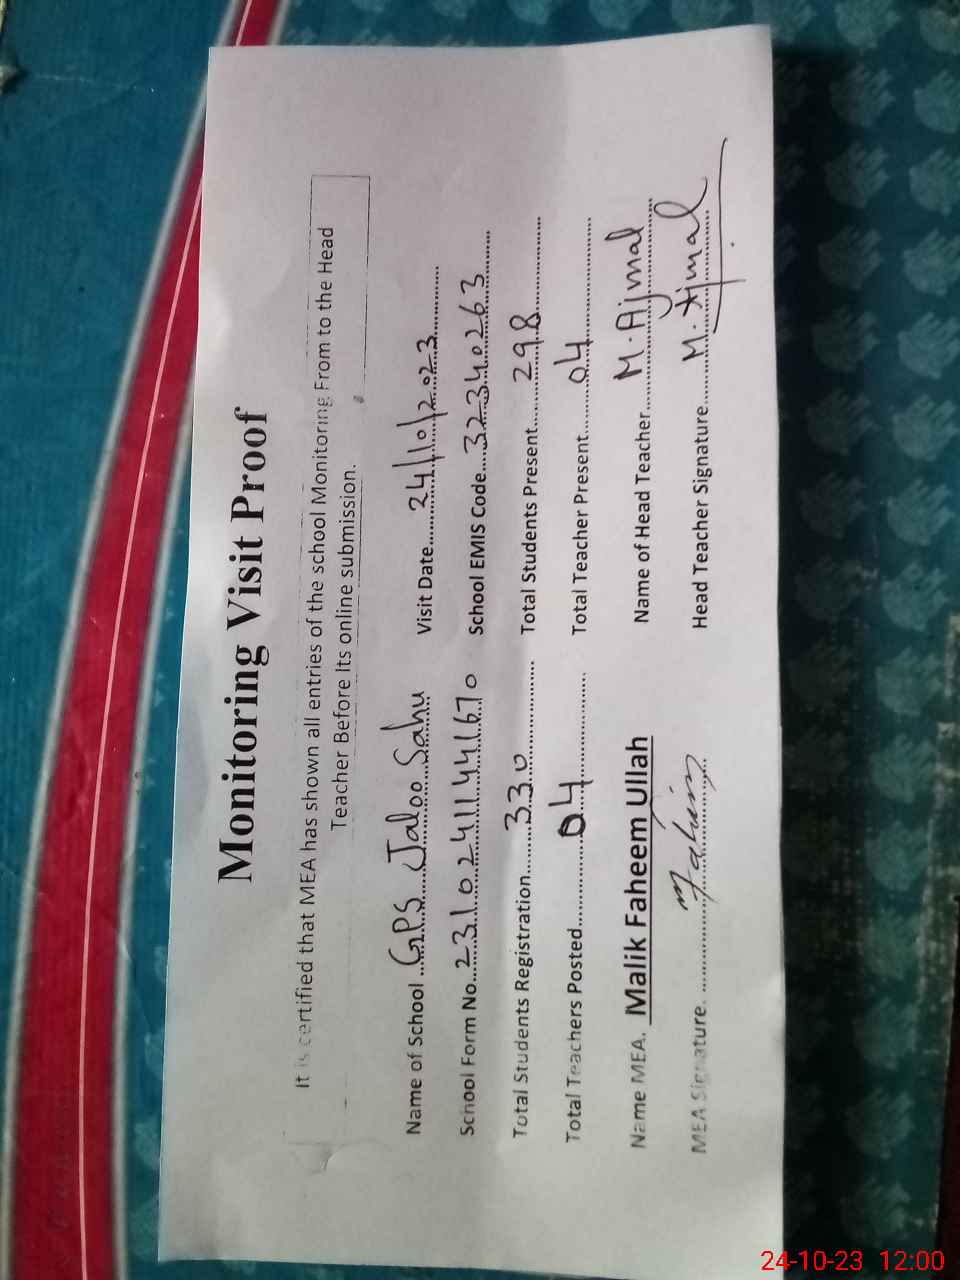 Monitoring Visit Proof
It is certified that MEA has shown all entries of the school Monitoring From to the Head
Teacher Before Its online submission.
Name of School ...GPS Jaloo Sahu Visit Date.....24/10/2023
School Form No...23102411441670 School EMIS Code....32340263
Total Students Registration.....330 Total Students Present.....298
Total Teachers Posted.....04 Total Teacher Present.....04
Name MEA. Malik Faheem Ullah Name of Head Teacher.....M. Ajmal
MEA Signature. .....Fahim Head Teacher Signature.....M. Ajmal
24-10-23 12:00